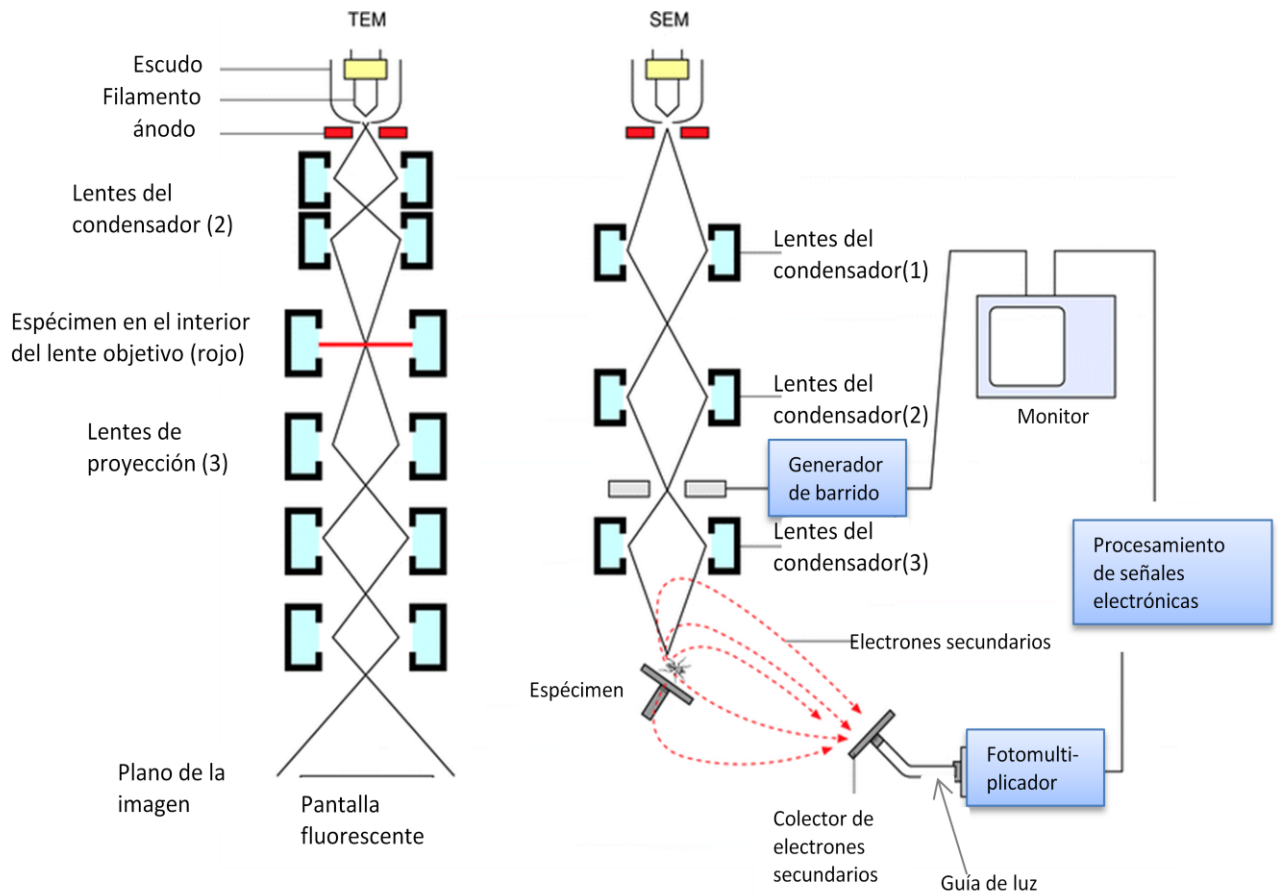 TEM
Escudo
Filamento
ánodo
Lentes del
condensador (2)
Espécimen en el interior
del lente objetivo (rojo)
Lentes de
proyección (3)
Plano de la
imagen
Pantalla
fluorescente
SEM
Lentes del
condensador(1)
Lentes del
condensador(2)
Monitor
Generador
de barrido
Lentes del
condensador(3)
Procesamiento
de señales
electrónicas
Electrones secundarios
Espécimen
Fotomulti-
plicador
Colector de
electrones
secundarios
Guía de luz